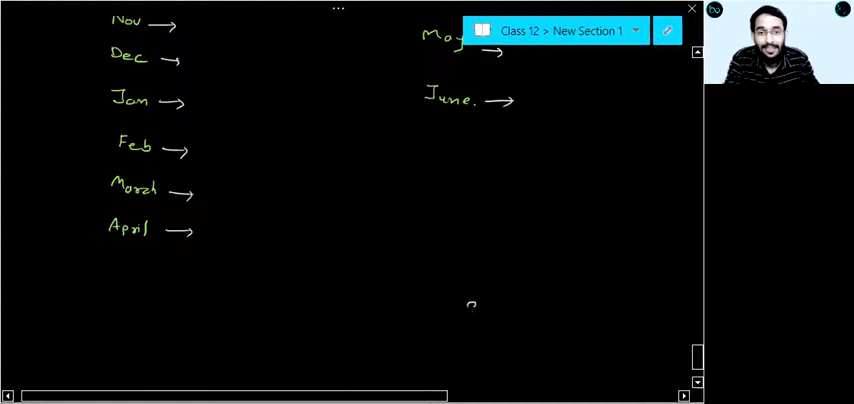 Nov →
Dec →
Jan →
Feb →
March →
April →
May →
June. →
Class 12 > New Section 1